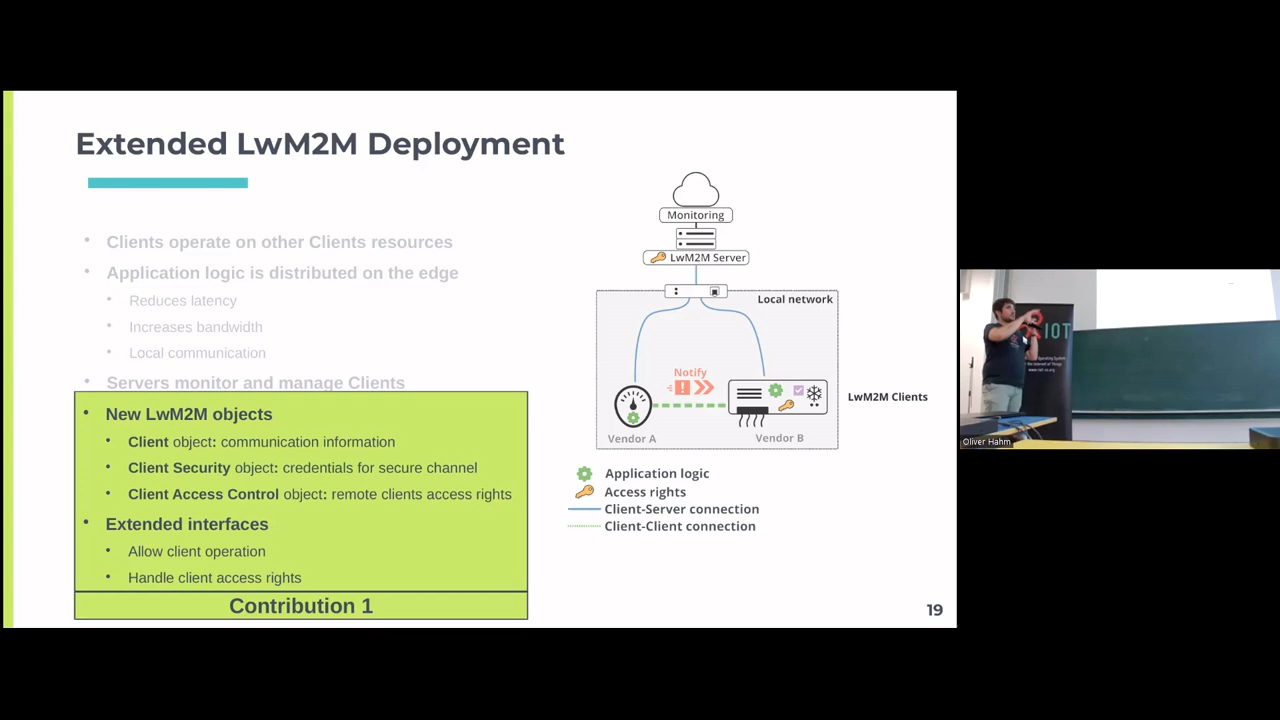 Extended LwM2M Deployment
• Clients operate on other Clients resources
• Application logic is distributed on the edge
• Reduces latency
• Increases bandwidth
• Local communication
• Servers monitor and manage Clients
• New LwM2M objects
• Client object: communication information
• Client Security object: credentials for secure channel
• Client Access Control object: remote clients access rights
• Extended interfaces
• Allow client operation
• Handle client access rights
Contribution 1
Monitoring
LwM2M Server
Local network
Notify
LwM2M Clients
Vendor A
Vendor B
Application logic
Access rights
Client-Server connection
Client-Client connection
19
IOT
Oliver Hahm